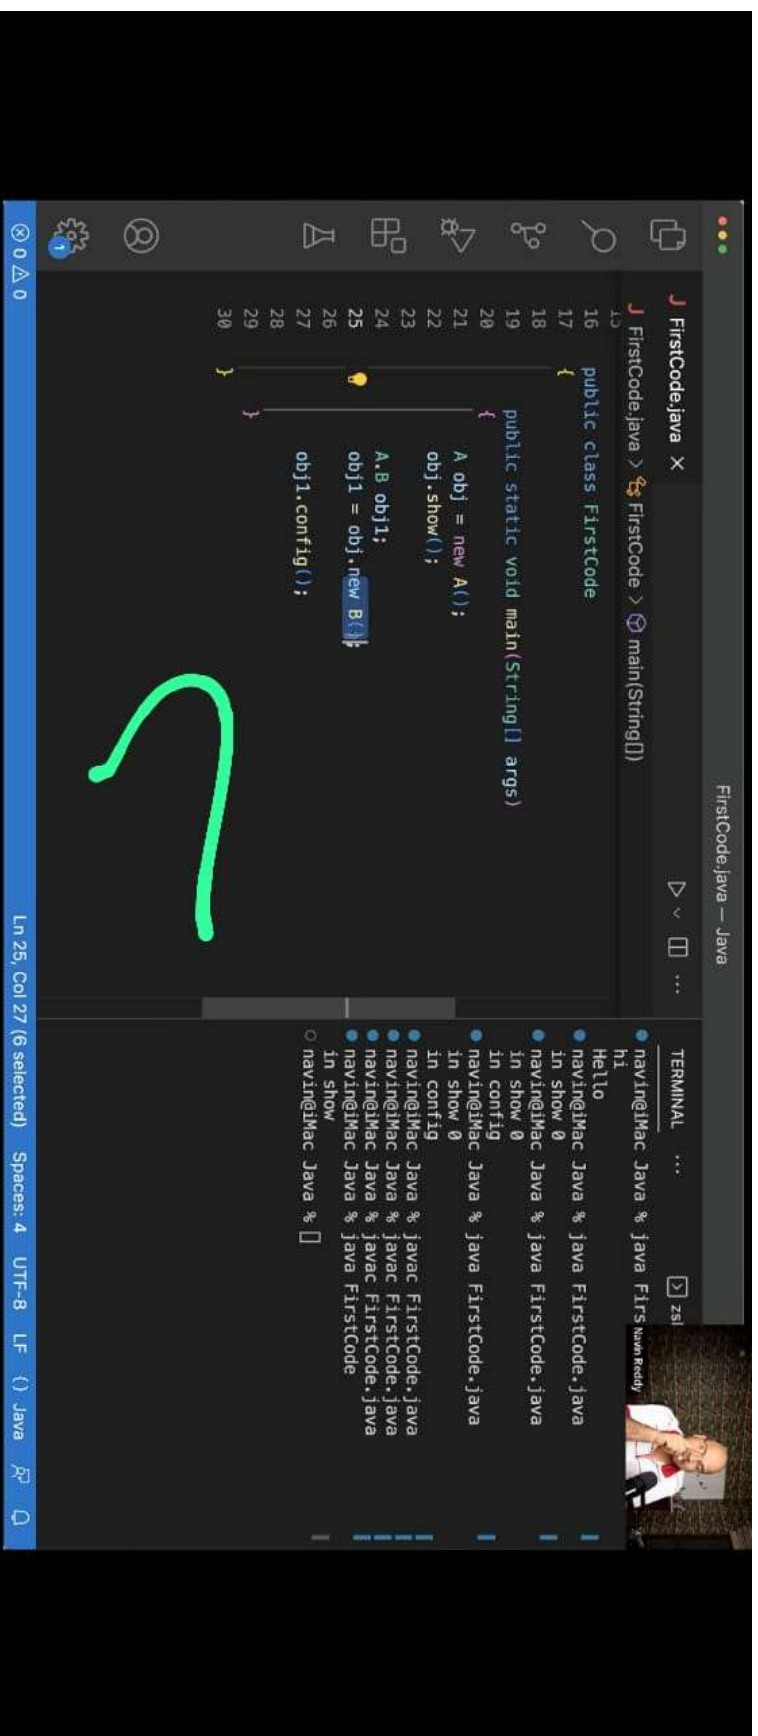 FirstCode.java — Java
FirstCode.java
FirstCode.java > FirstCode > main(String[])
16 public class FirstCode
17 {
18
19 public static void main(String[] args)
20 {
21 A obj = new A();
22 obj.show();
23
24 A.B obj1;
25 obj1 = obj.new B();
26
27 obj1.config();
28
29 }
30 }
TERMINAL ...
navin@iMac Java % java Firs
hi
Hello
navin@iMac Java % java FirstCode.java
in show 0
navin@iMac Java % java FirstCode.java
in show 0
in config
navin@iMac Java % java FirstCode.java
in show 0
in config
navin@iMac Java % javac FirstCode.java
navin@iMac Java % javac FirstCode.java
navin@iMac Java % javac FirstCode.java
navin@iMac Java % java FirstCode
in show
navin@iMac Java %
Navin Reddy
1
0 0
Ln 25, Col 27 (6 selected) Spaces: 4 UTF-8 LF {} Java